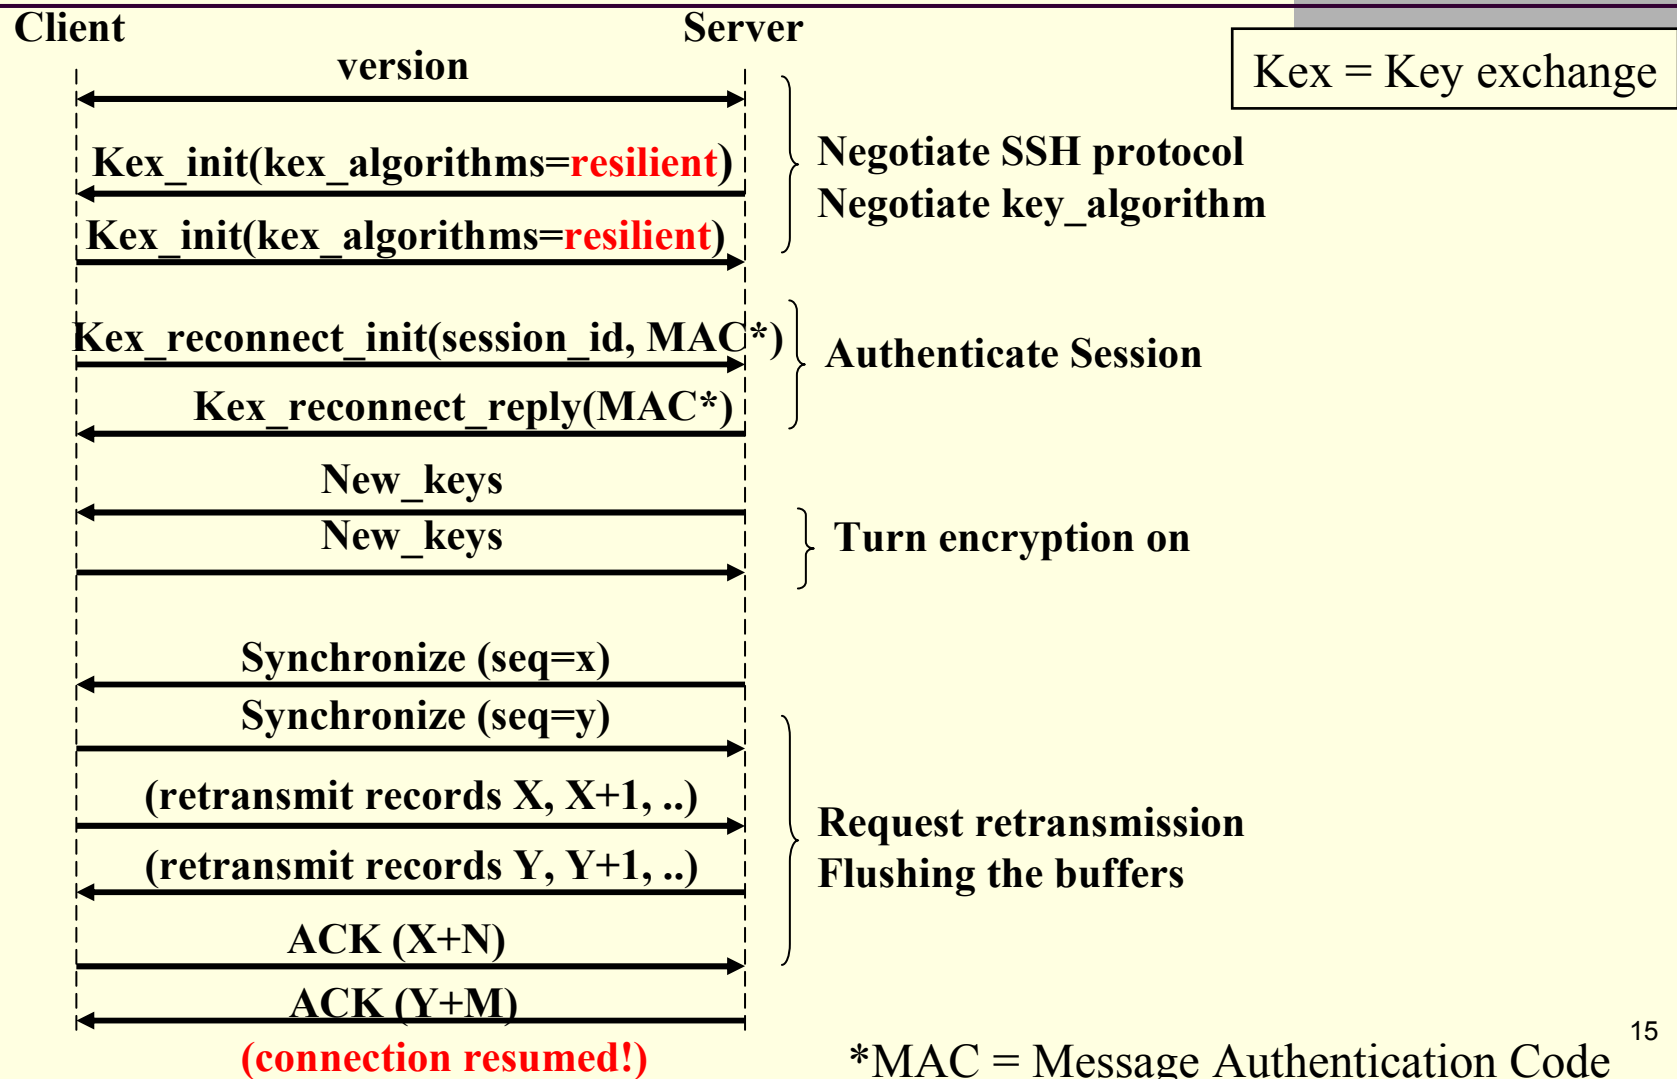 Client
Server
Kex = Key exchange
version
Kex_init(kex_algorithms=resilient)
Negotiate SSH protocol
Negotiate key_algorithm
Kex_init(kex_algorithms=resilient)
Kex_reconnect_init(session_id, MAC*)
Authenticate Session
Kex_reconnect_reply(MAC*)
New_keys
New_keys
Turn encryption on
Synchronize (seq=x)
Synchronize (seq=y)
(retransmit records X, X+1, ..)
Request retransmission
(retransmit records Y, Y+1, ..)
Flushing the buffers
ACK (X+N)
ACK (Y+M)
(connection resumed!)
*MAC = Message Authentication Code
15